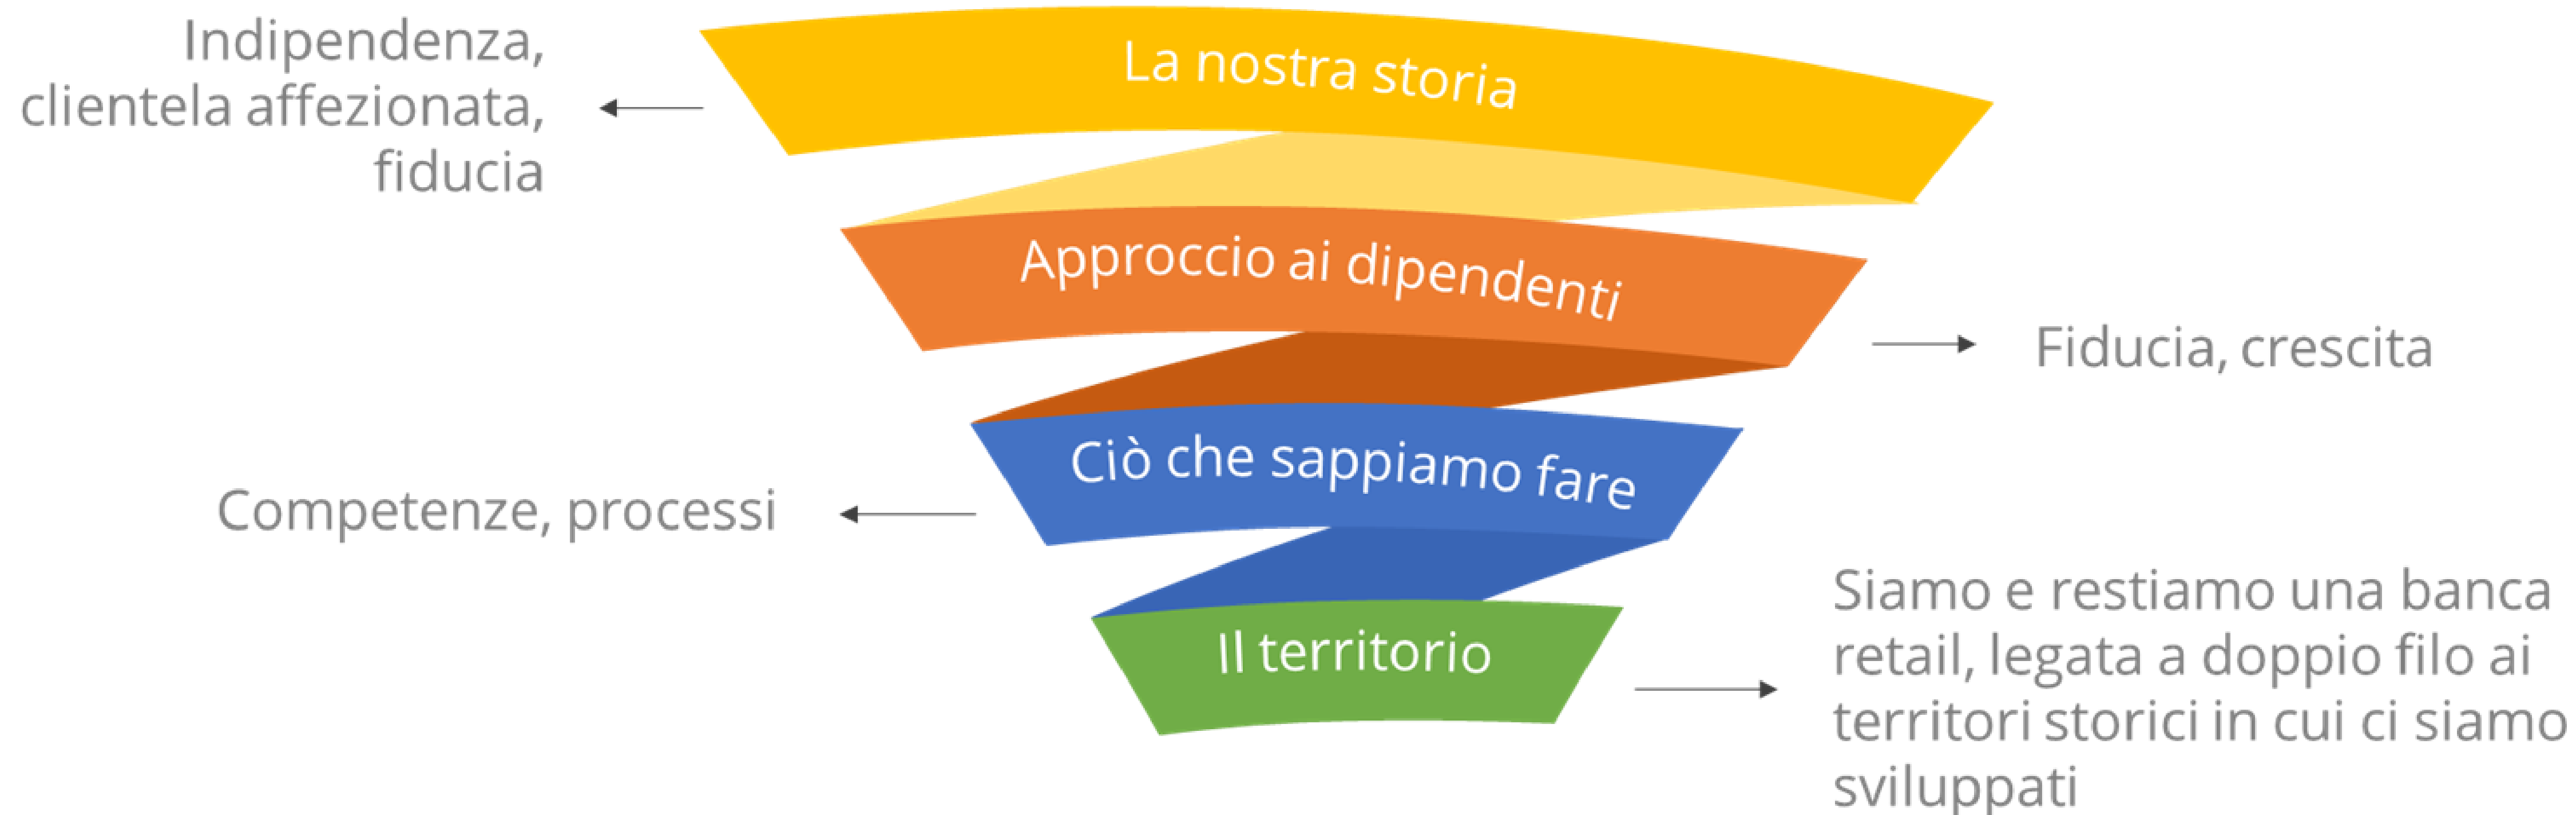 La nostra storia
Indipendenza,
clientela affezionata,
fiducia
Approccio ai dipendenti
Fiducia, crescita
Ciò che sappiamo fare
Competenze, processi
Il territorio
Siamo e restiamo una banca
retail, legata a doppio filo ai
territori storici in cui ci siamo
sviluppati